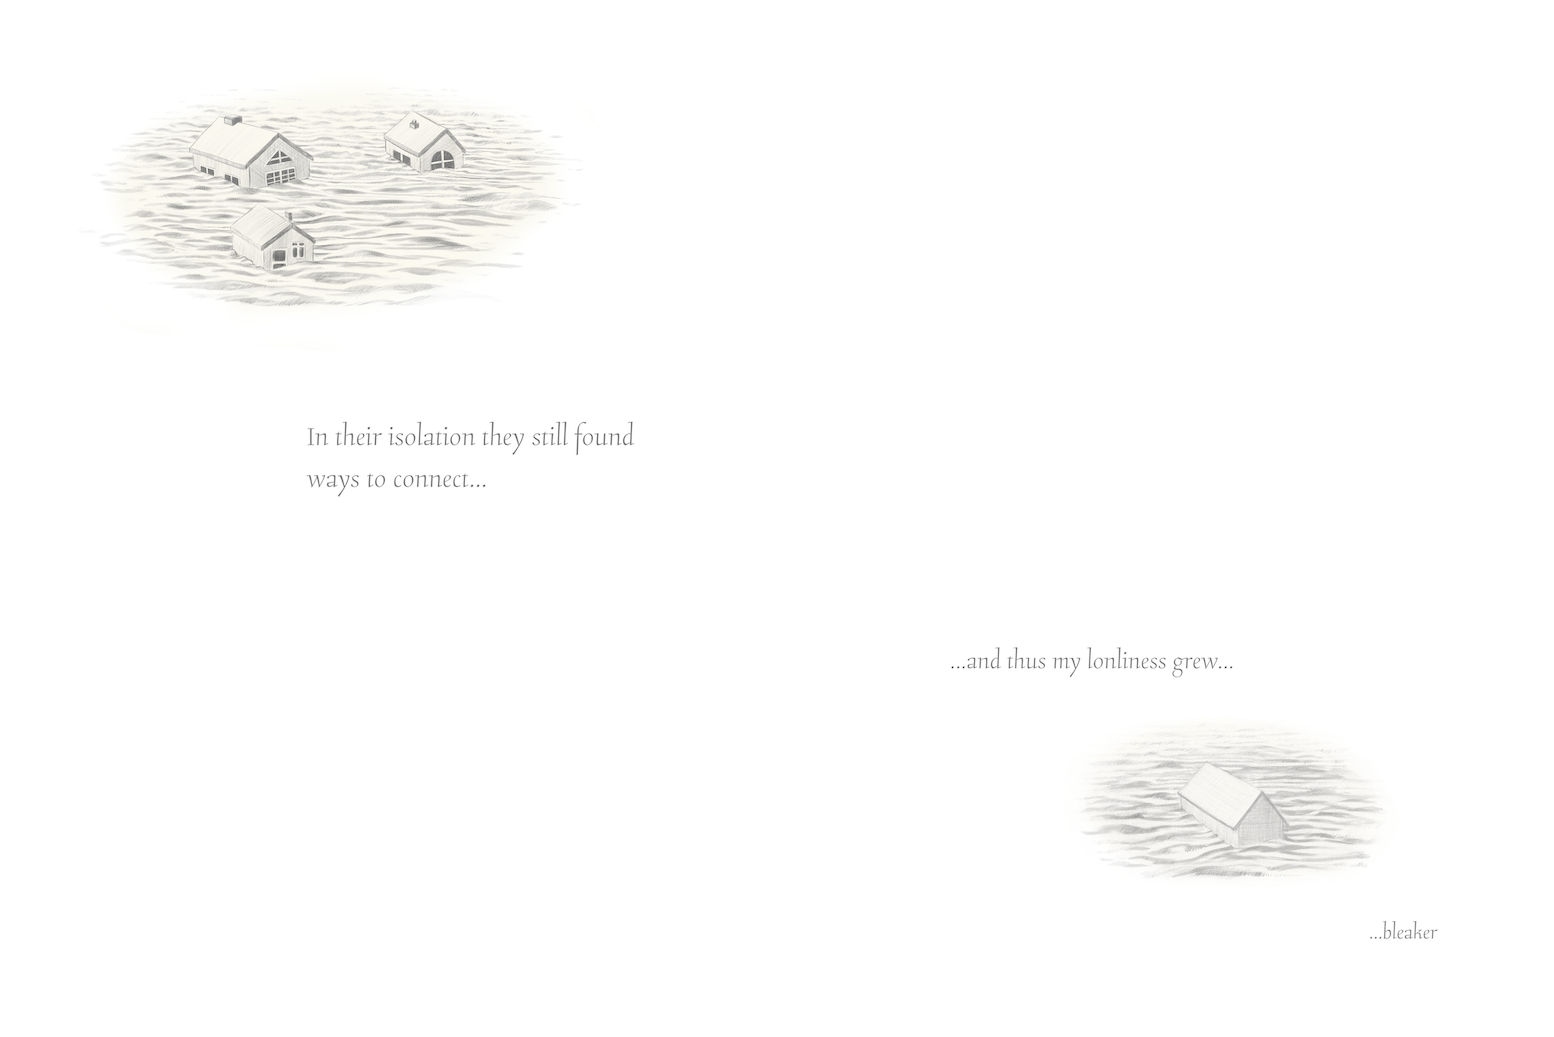 In their isolation they still found
ways to connect...
...and thus my lonliness grew...
...bleaker